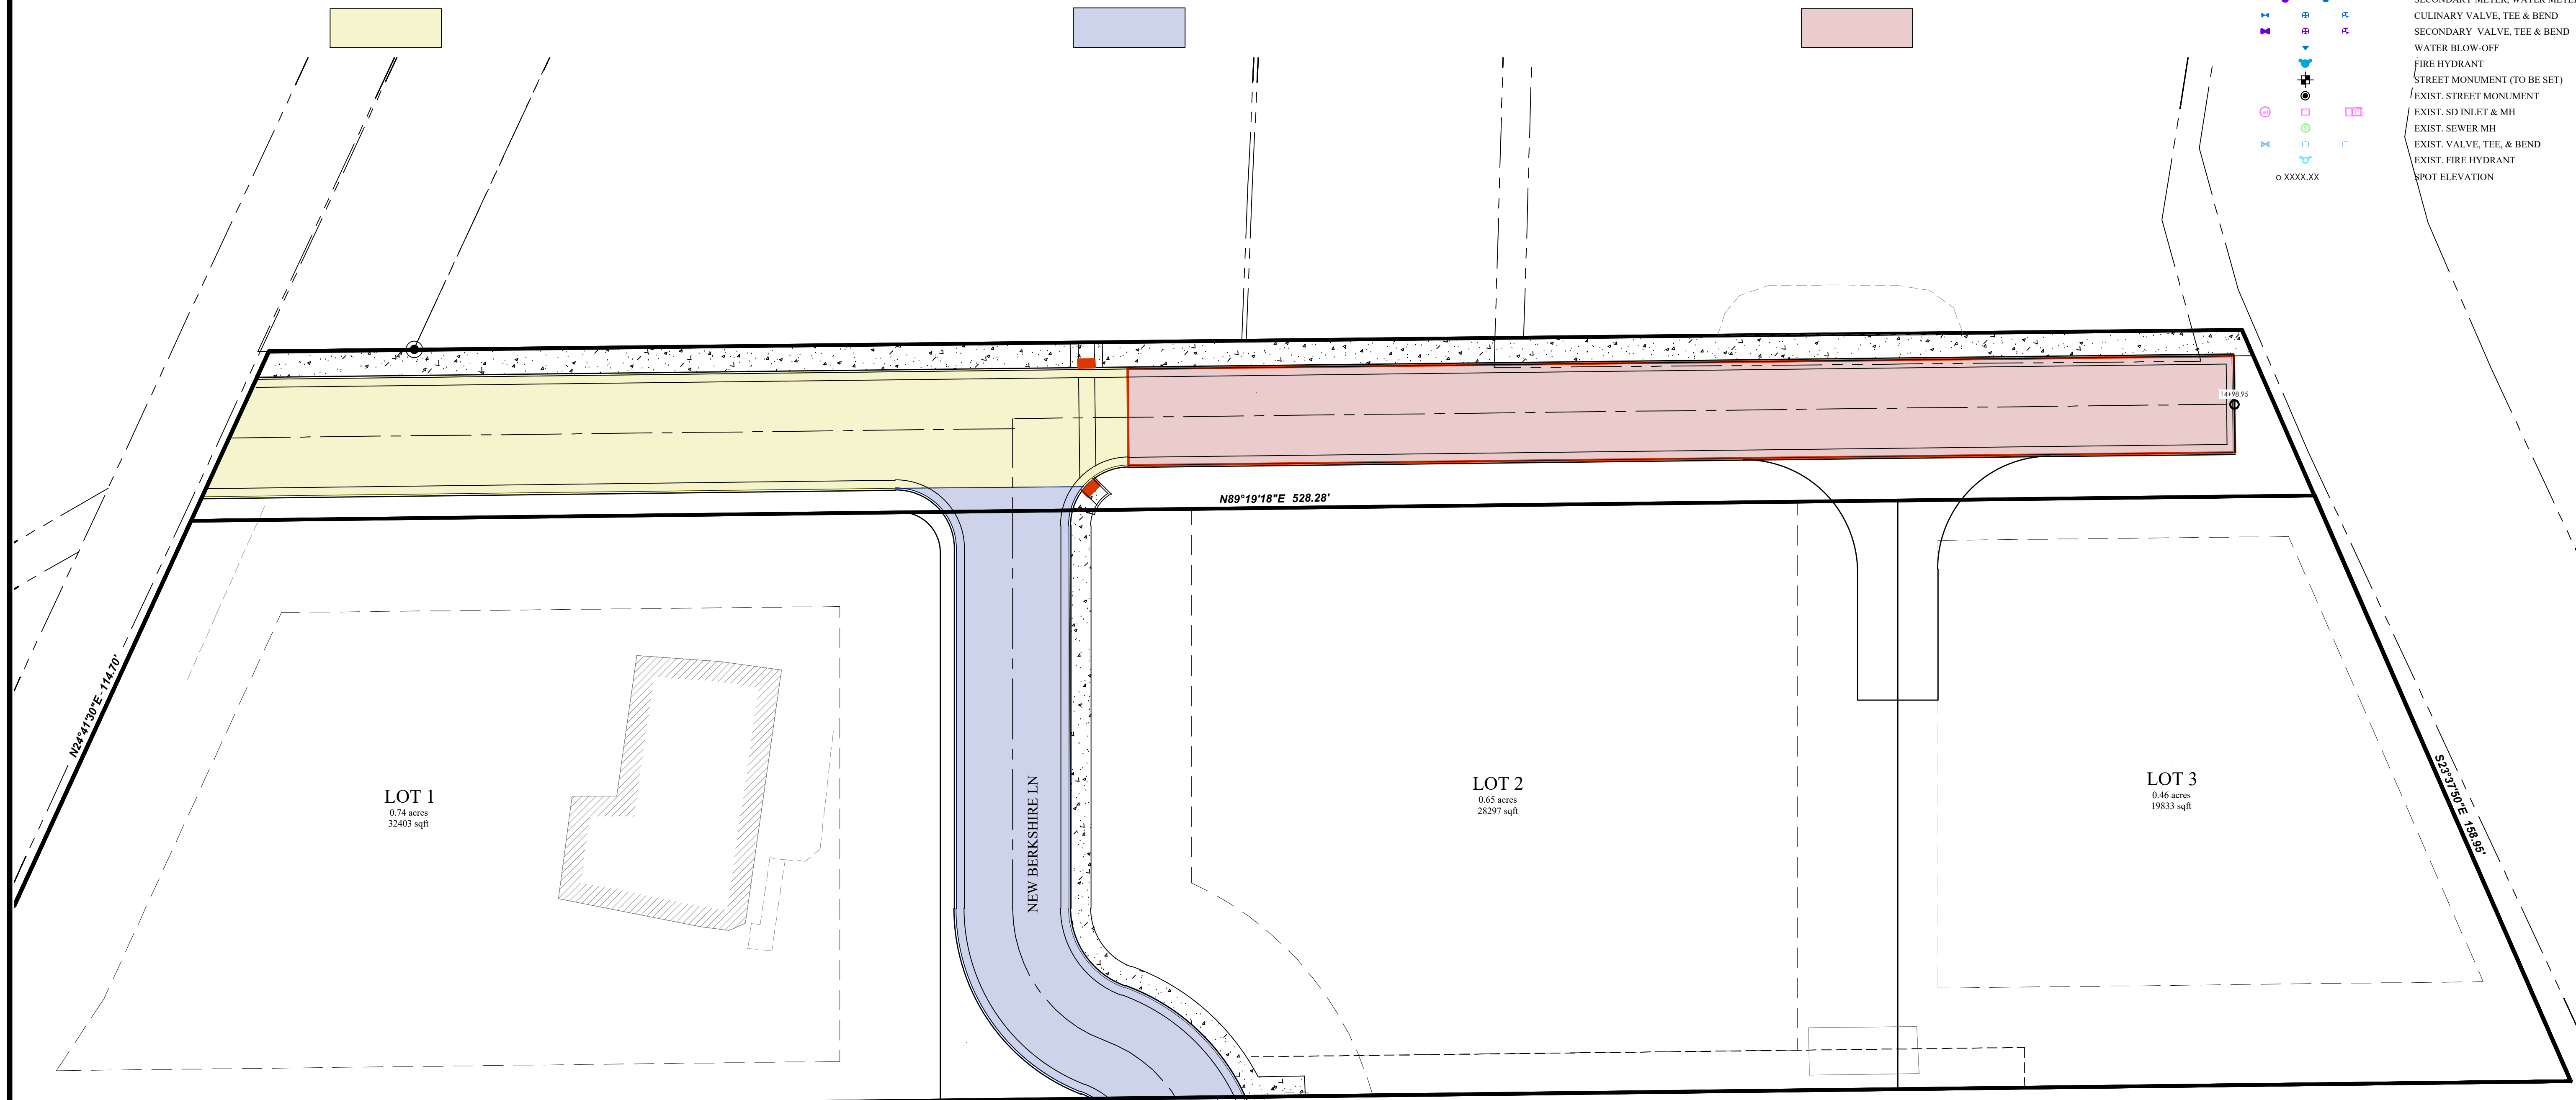 SECONDARY METER, WATER METER
CULINARY VALVE, TEE & BEND
SECONDARY VALVE, TEE & BEND
WATER BLOW-OFF
FIRE HYDRANT
STREET MONUMENT (TO BE SET)
EXIST. STREET MONUMENT
EXIST. SD INLET & MH
EXIST. SEWER MH
EXIST. VALVE, TEE, & BEND
EXIST. FIRE HYDRANT
XXXX.XX SPOT ELEVATION
14+98.95
N89°19'18"E 528.28'
N24°41'30"E 114.70'
S23°37'50"E 158.95'
NEW BERKSHIRE LN
LOT 1
0.74 acres
32403 sqft
LOT 2
0.65 acres
28297 sqft
LOT 3
0.46 acres
19833 sqft